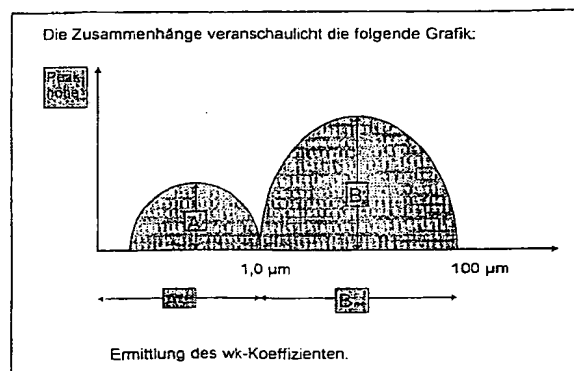 Die Zusammenhänge veranschaulicht die folgende Grafik:
Peak
höhe
A
B
1,0 µm
100 µm
Ermittlung des wk-Koeffizienten.